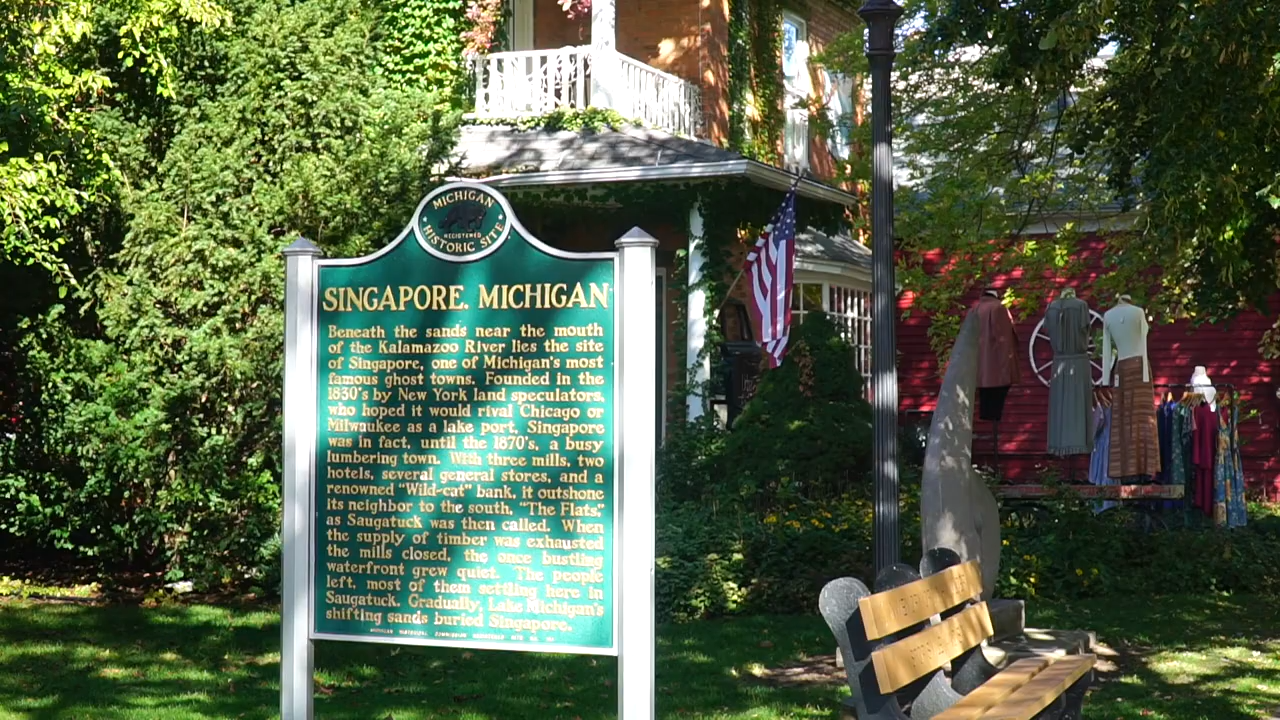 MICHIGAN
REGISTERED
HISTORIC SITE
SINGAPORE, MICHIGAN
Beneath the sands near the mouth
of the Kalamazoo River lies the site
of Singapore, one of Michigan's most
famous ghost towns. Founded in the
1830's by New York land speculators,
who hoped it would rival Chicago or
Milwaukee as a lake port, Singapore
was in fact, until the 1870's, a busy
lumbering town. With three mills, two
hotels, several general stores, and a
renowned "Wild-cat" bank, it outshone
its neighbor to the south, "The Flats,"
as Saugatuck was then called. When
the supply of timber was exhausted
the mills closed, the once bustling
waterfront grew quiet. The people
left, most of them settling here in
Saugatuck. Gradually, Lake Michigan's
shifting sands buried Singapore.
MICHIGAN HISTORICAL COMMISSION REGISTERED SITE NO.